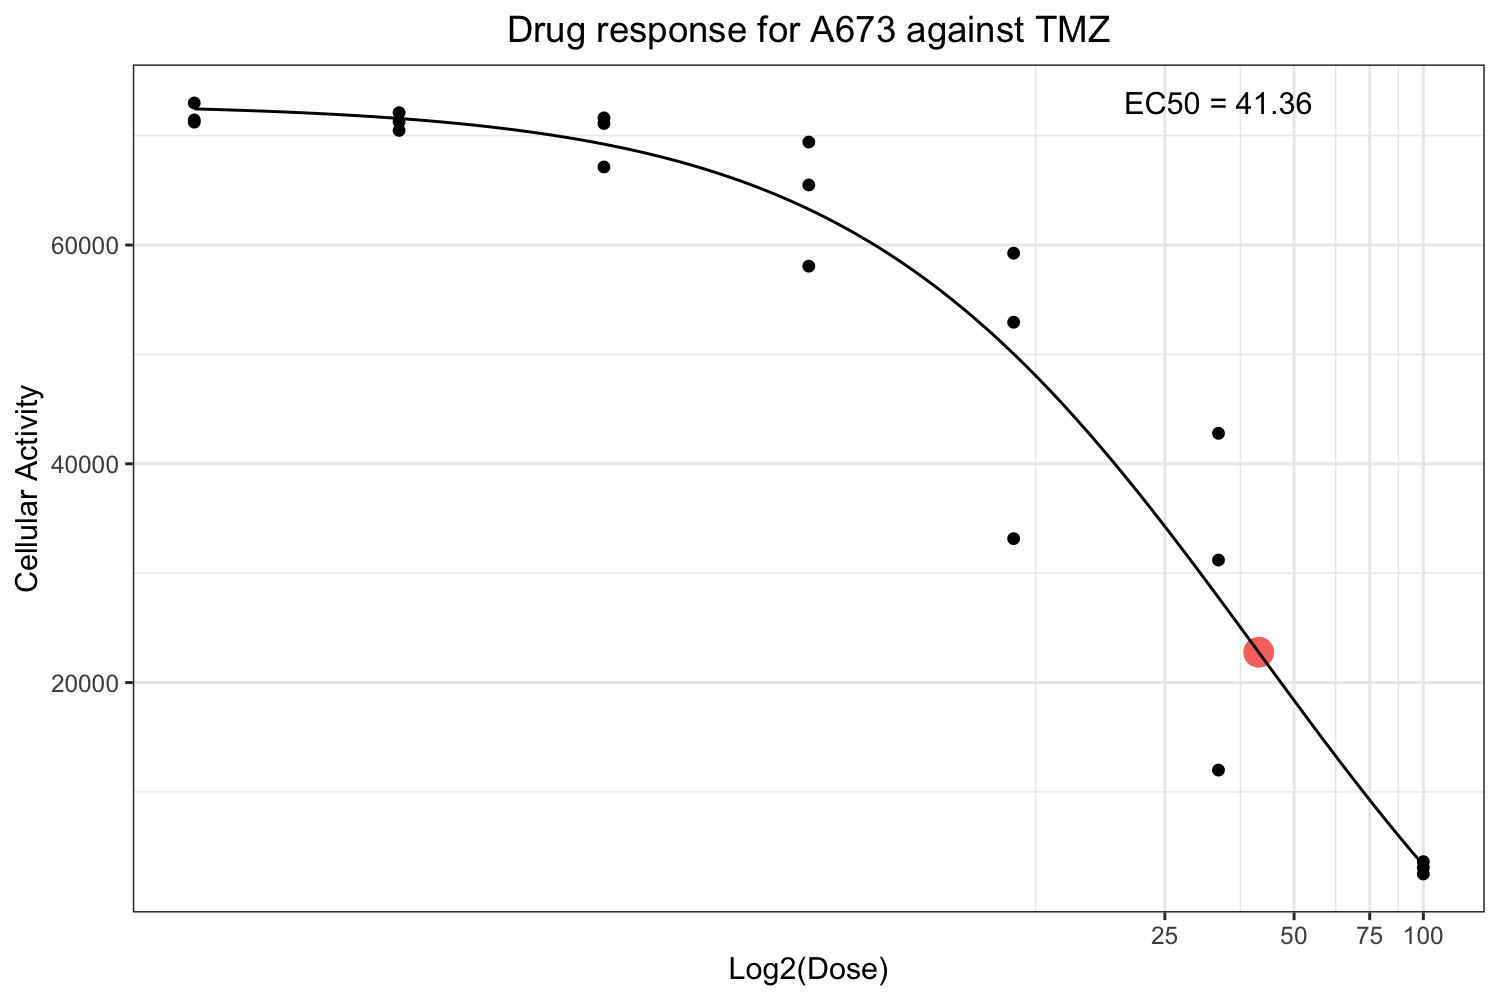 Drug response for A673 against TMZ
EC50 = 41.36
60000
40000
20000
Cellular Activity
25 50 75 100
Log2(Dose)